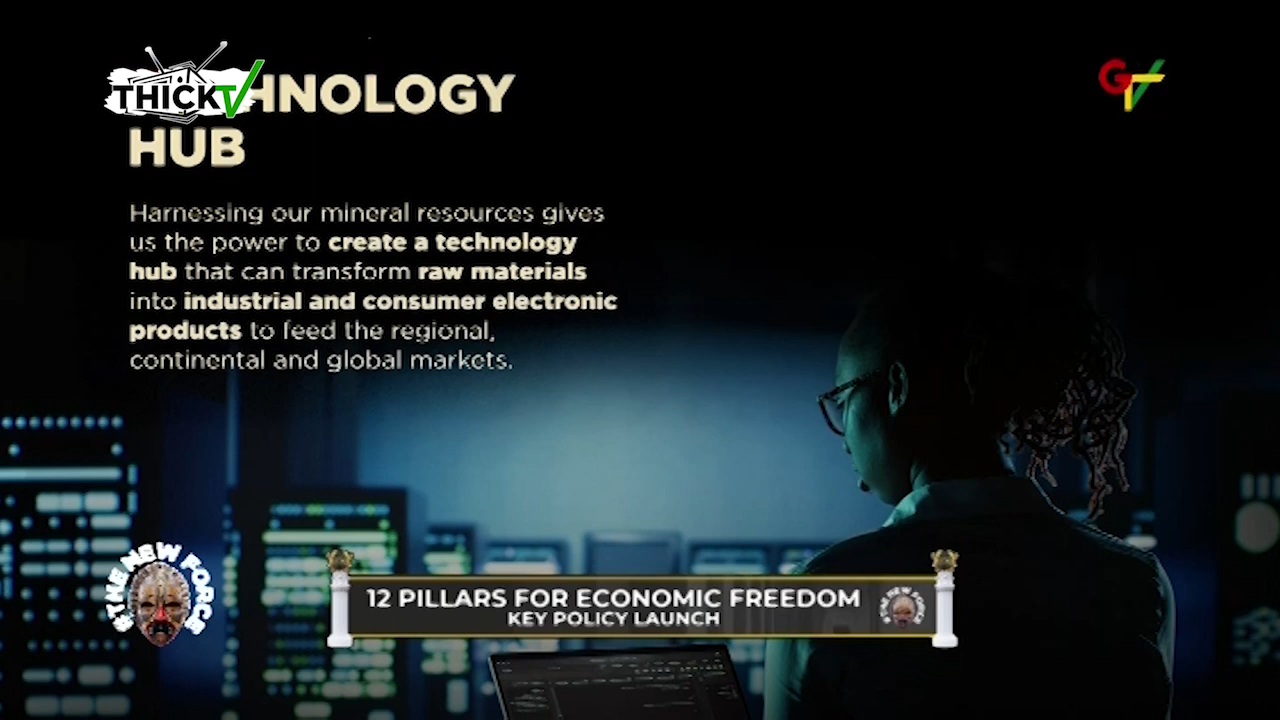 THICKTV
HNOLOGY
HUB
GTV
Harnessing our mineral resources gives
us the power to create a technology
hub that can transform raw materials
into industrial and consumer electronic
products to feed the regional,
continental and global markets.
#THE NEW FORCE
12 PILLARS FOR ECONOMIC FREEDOM
KEY POLICY LAUNCH